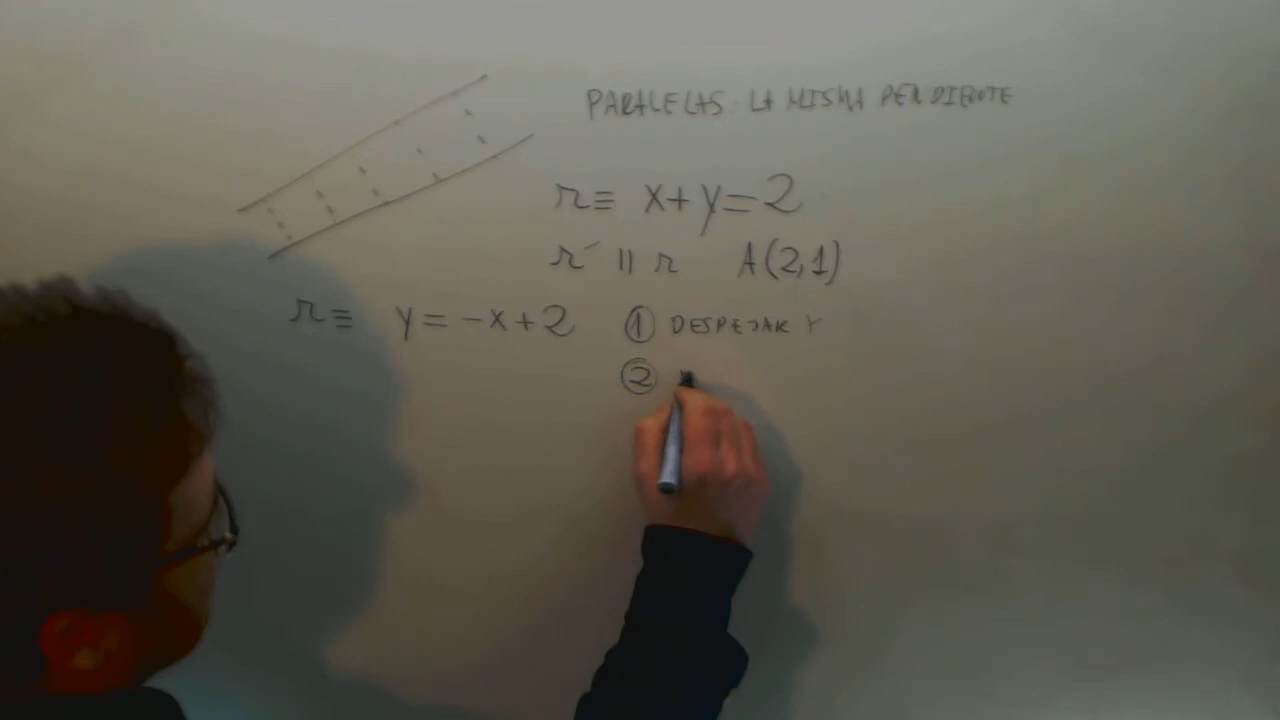 PARALELAS: LA MISMA PENDIENTE
r ≡ x+y=2
r´ || r A(2,1)
r ≡ y = -x+2 ① DESPEJAR Y
②